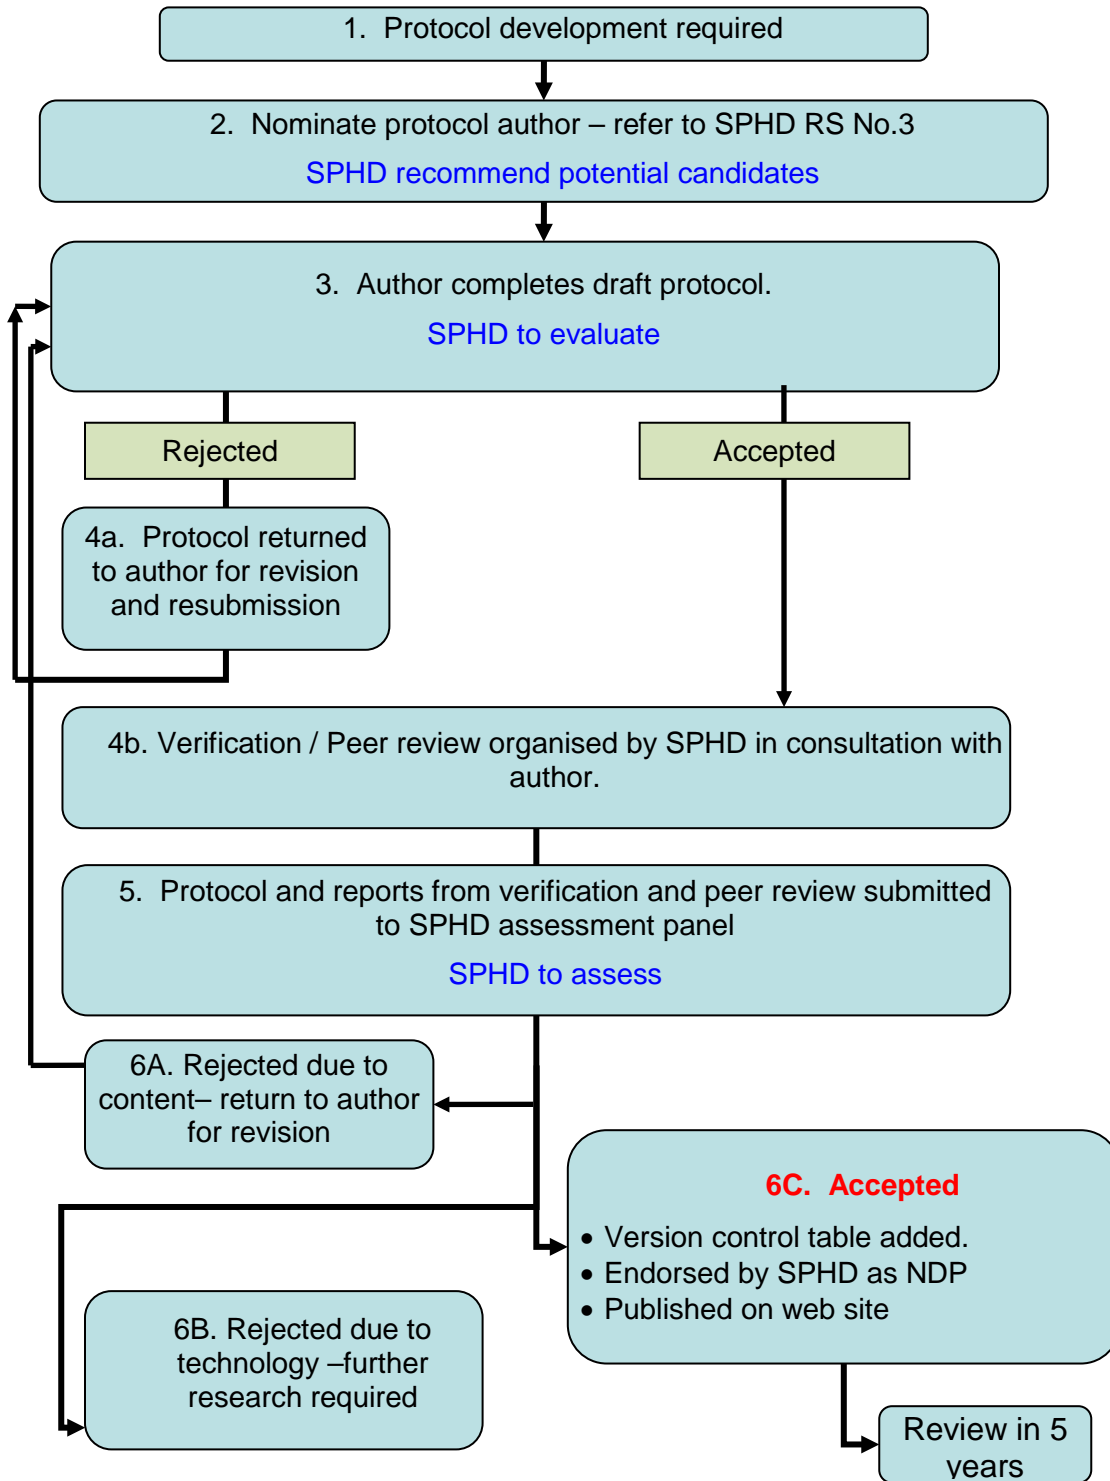 1. Protocol development required
2. Nominate protocol author – refer to SPHD RS No.3
SPHD recommend potential candidates
3. Author completes draft protocol.
SPHD to evaluate
Rejected
Accepted
4a. Protocol returned
to author for revision
and resubmission
4b. Verification / Peer review organised by SPHD in consultation with
author.
5. Protocol and reports from verification and peer review submitted
to SPHD assessment panel
SPHD to assess
6A. Rejected due to
content– return to author
for revision
6C. Accepted
• Version control table added.
• Endorsed by SPHD as NDP
• Published on web site
6B. Rejected due to
technology –further
research required
Review in 5
years